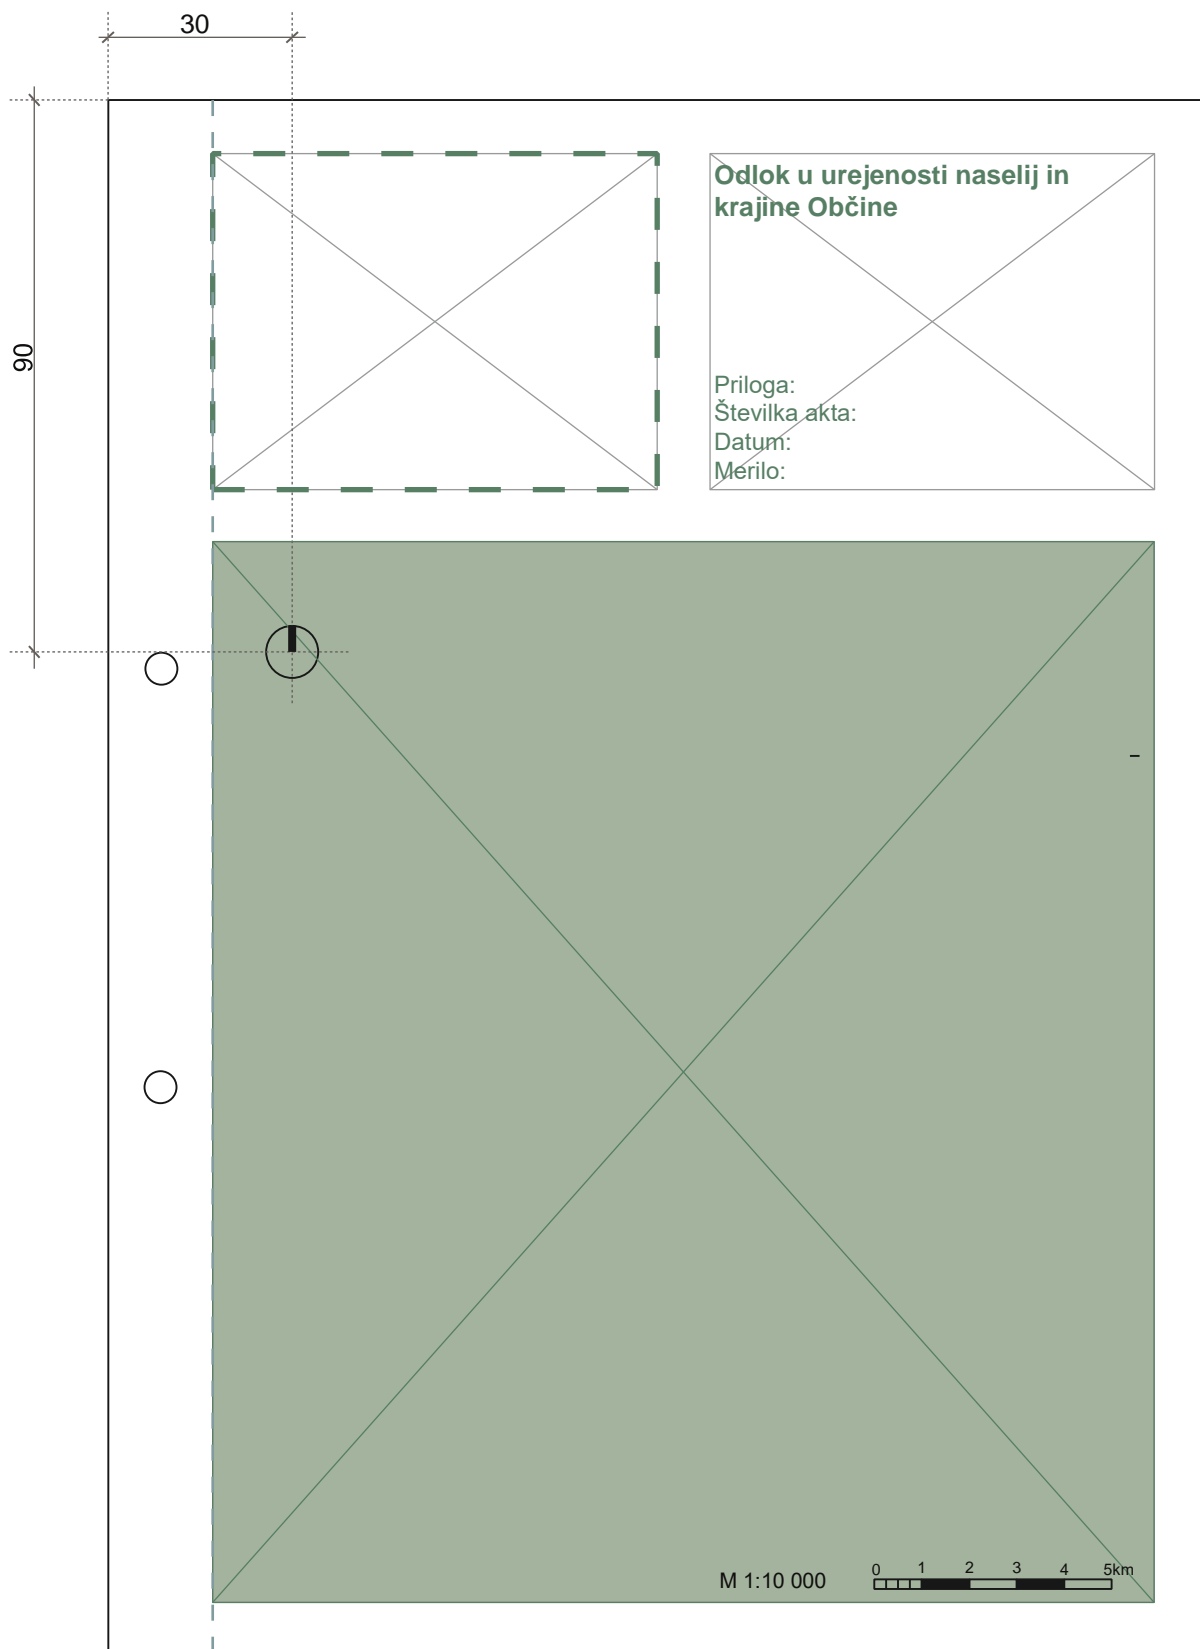 30
90
Odlok u urejenosti naselij in
krajine Občine
Priloga:
Številka akta:
Datum:
Merilo:
M 1:10 000
0 1 2 3 4 5km